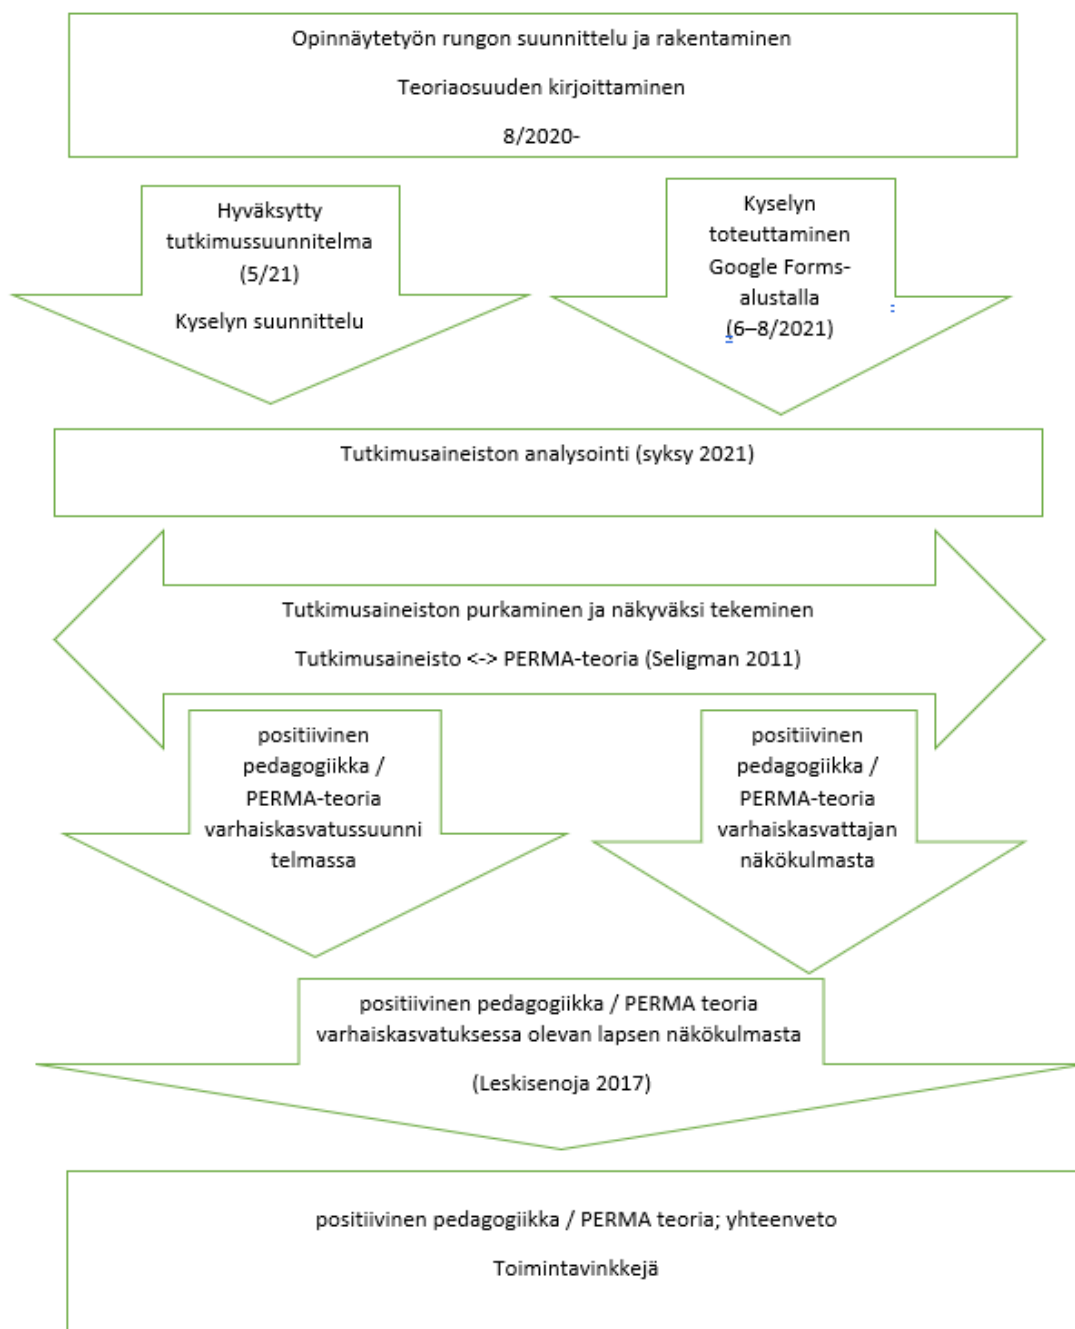 Opinnäytetyön rungon suunnittelu ja rakentaminen
Teoriaosuuden kirjoittaminen
8/2020-
Hyväksytty
tutkimussuunnitelma
(5/21)
Kyselyn suunnittelu
Kyselyn
toteuttaminen
Google Forms-
alustalla
(6–8/2021)
Tutkimusaineiston analysointi (syksy 2021)
Tutkimusaineiston purkaminen ja näkyväksi tekeminen
Tutkimusaineisto <-> PERMA-teoria (Seligman 2011)
positiivinen
pedagogiikka /
PERMA-teoria
varhaiskasvatussuunni
telmassa
positiivinen
pedagogiikka /
PERMA-teoria
varhaiskasvattajan
näkökulmasta
positiivinen pedagogiikka / PERMA teoria
varhaiskasvatuksessa olevan lapsen näkökulmasta
(Leskisenoja 2017)
positiivinen pedagogiikka / PERMA teoria; yhteenveto
Toimintavinkkejä